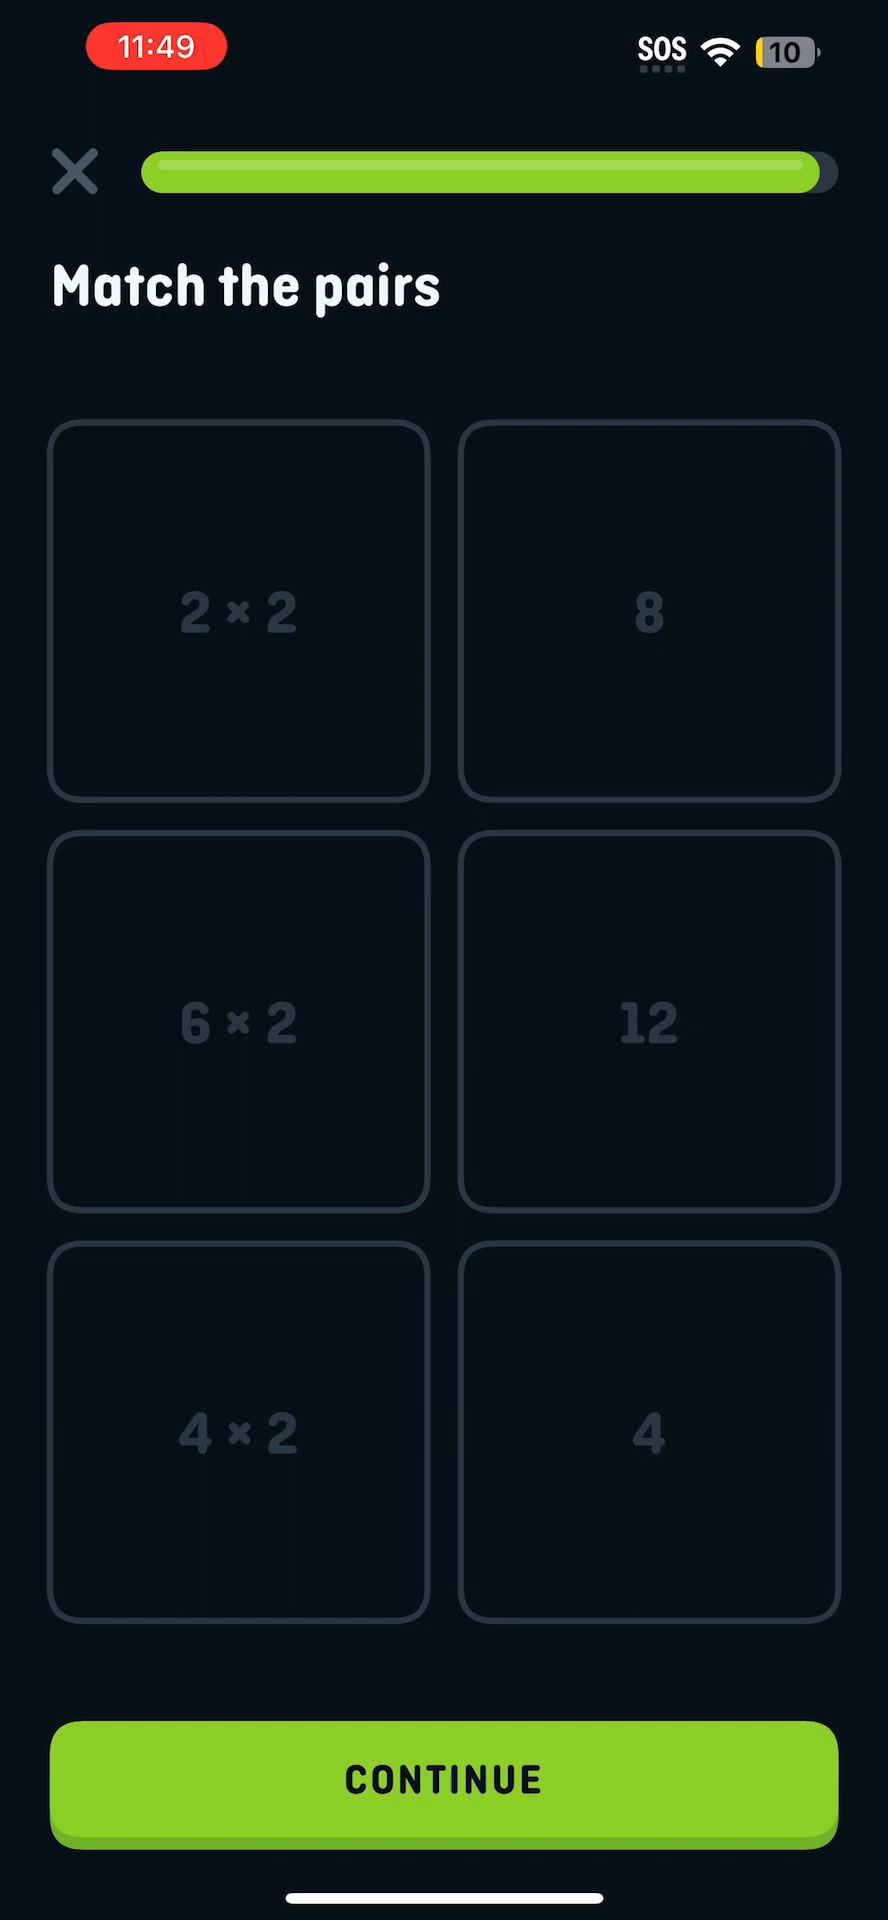 11:49 SOS 10
Match the pairs
2 × 2 8
6 × 2 12
4 × 2 4
CONTINUE